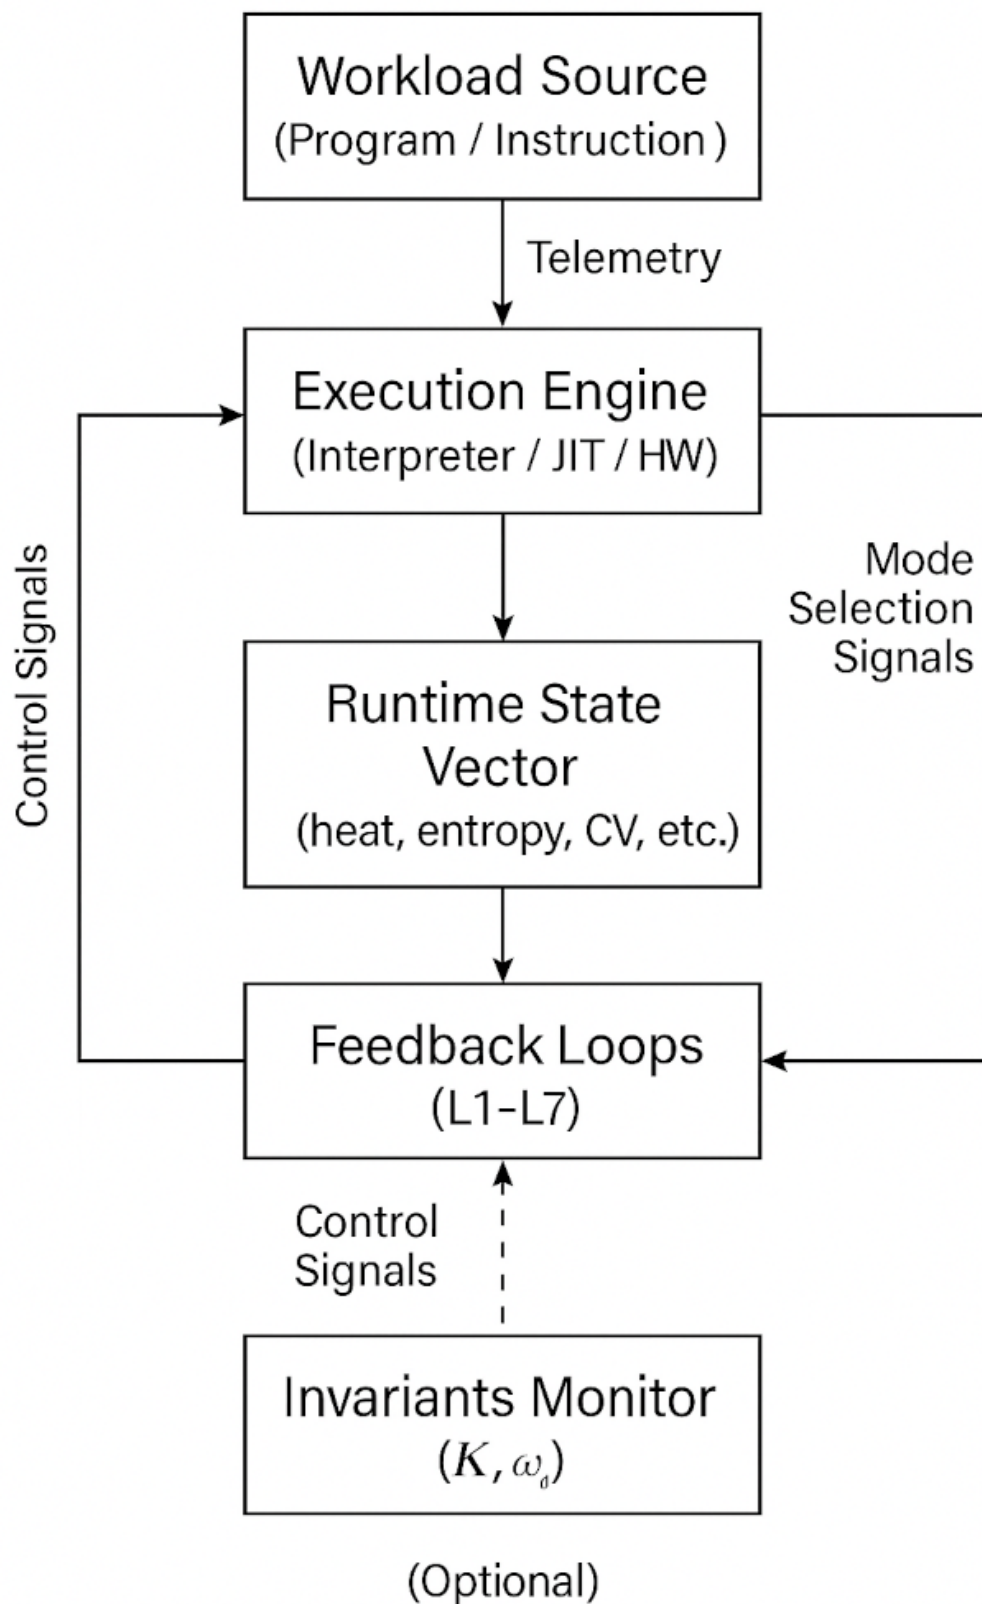 Workload Source
(Program / Instruction )
Telemetry
Execution Engine
(Interpreter / JIT / HW)
Control Signals
Mode
Selection
Signals
Runtime State
Vector
(heat, entropy, CV, etc.)
Feedback Loops
(L1–L7)
Control
Signals
Invariants Monitor
(K, ω₀)
(Optional)